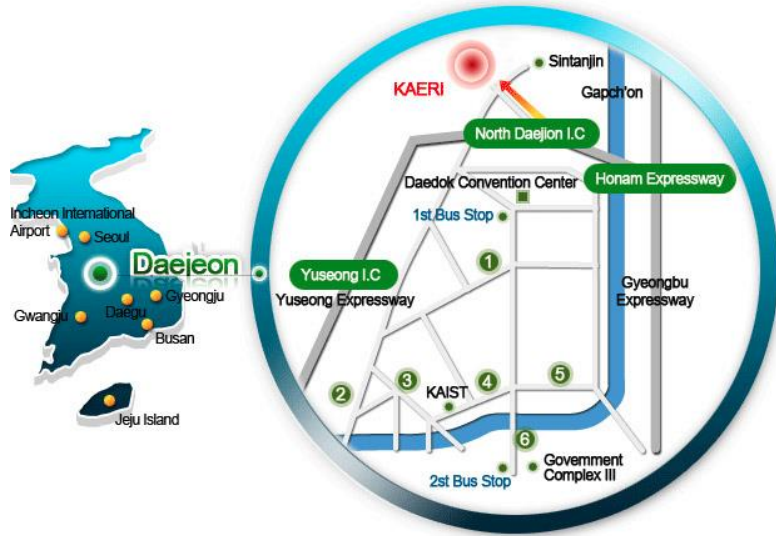 Incheon International
Airport
Seoul
Daejeon
Gyeongju
Daegu
Gwangju
Busan
Jeju Island
Sintanjin
KAERI
Gapch'on
North Daejion I.C
Honam Expressway
Daedok Convention Center
1st Bus Stop
1
Yuseong I.C
Yuseong Expressway
Gyeongbu
Expressway
2
3
KAIST
4
5
6
2st Bus Stop
Government
Complex III